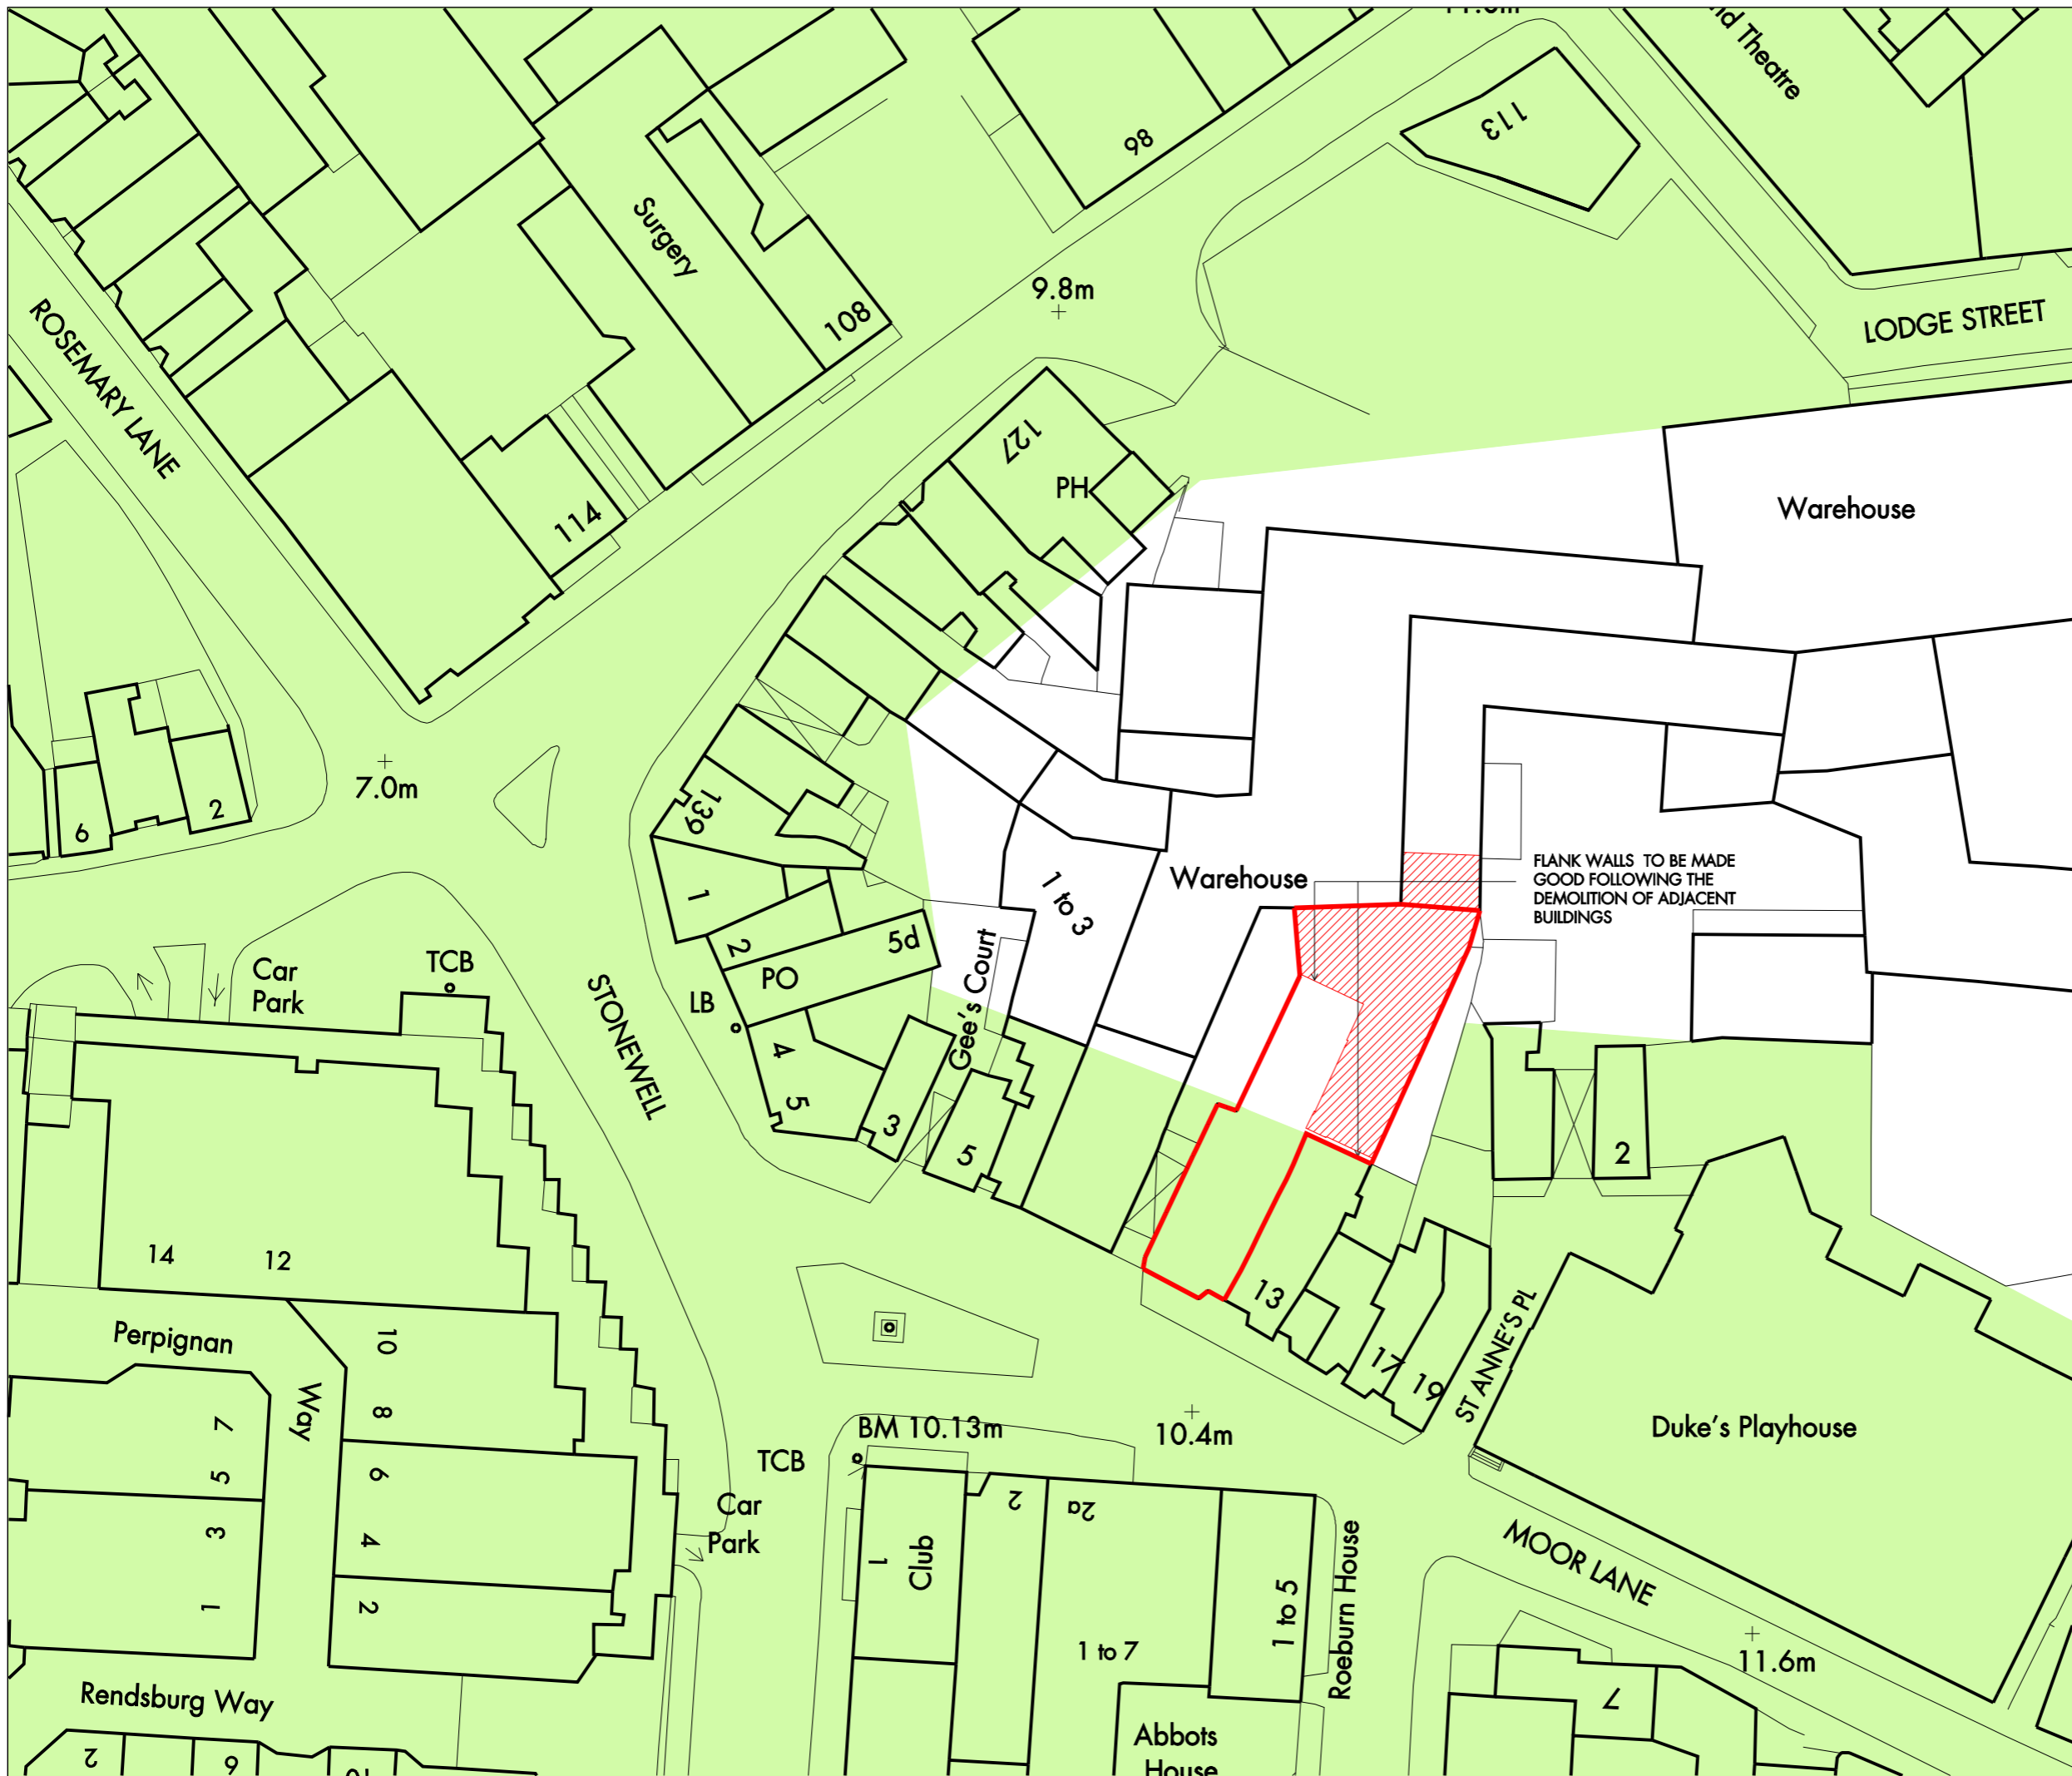 nd Theatre
113
98
Surgery
108
9.8m
LODGE STREET
ROSEMARY LANE
127
PH
Warehouse
114
7.0m
139
6
2
FLANK WALLS TO BE MADE
GOOD FOLLOWING THE
DEMOLITION OF ADJACENT
BUILDINGS
Warehouse
1 to 3
1
2
5d
PO
LB
Gee's Court
Car
Park
TCB
STONEWELL
4
5
3
5
2
14
12
13
17
19
ST ANNE'S PL
Perpignan
Way
10
8
7
5
6
3
4
1
2
BM 10.13m
10.4m
Duke's Playhouse
TCB
Car
Park
1
Club
2
2a
1 to 7
1 to 5
Roeburn House
MOOR LANE
11.6m
7
Rendsburg Way
Abbots
House
2
6
10